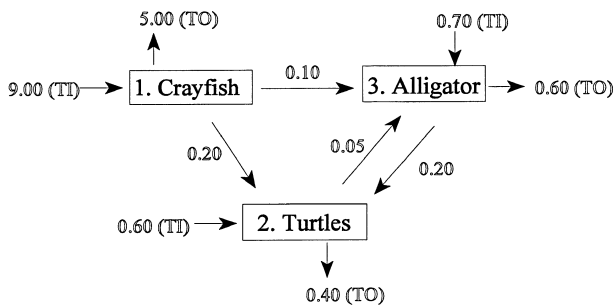 5.00 (TO)
0.70 (TI)
9.00 (TI)
1. Crayfish
0.10
3. Alligator
0.60 (TO)
0.20
0.05
0.20
0.60 (TI)
2. Turtles
0.40 (TO)